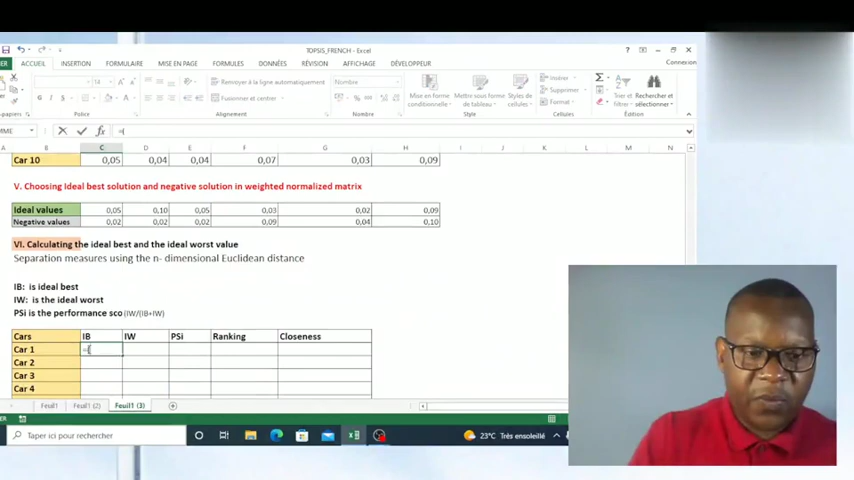 TOPSIS_FRENCH - Excel
ACCUEIL INSERTION FORMULAIRE MISE EN PAGE FORMULES DONNÉES RÉVISION AFFICHAGE DÉVELOPPEUR
Connexion
Renvoyer à la ligne automatiquement
Fusionner et centrer
Nombre
Mise en forme conditionnelle
Mettre sous forme de tableau
Styles de cellules
Insérer
Supprimer
Format
Trier et filtrer
Rechercher et sélectionner
Alignement
Nombre
Style
Cellules
Édition
B C D E F G H I J K L M N
Car 10 0,05 0,04 0,04 0,07 0,03 0,09
V. Choosing Ideal best solution and negative solution in weighted normalized matrix
Ideal values 0,05 0,10 0,05 0,03 0,02 0,09
Negative values 0,02 0,02 0,02 0,09 0,04 0,10
VI. Calculating the ideal best and the ideal worst value
Separation measures using the n- dimensional Euclidean distance
IB: is ideal best
IW: is the ideal worst
PSi is the performance sco (IW/(IB+IW)
Cars IB IW PSi Ranking Closeness
Car 1
Car 2
Car 3
Car 4
Feuil1 Feuil1 (2) Feuil1 (3)
Taper ici pour rechercher
23°C Très ensoleillé